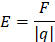 E = F / |q|